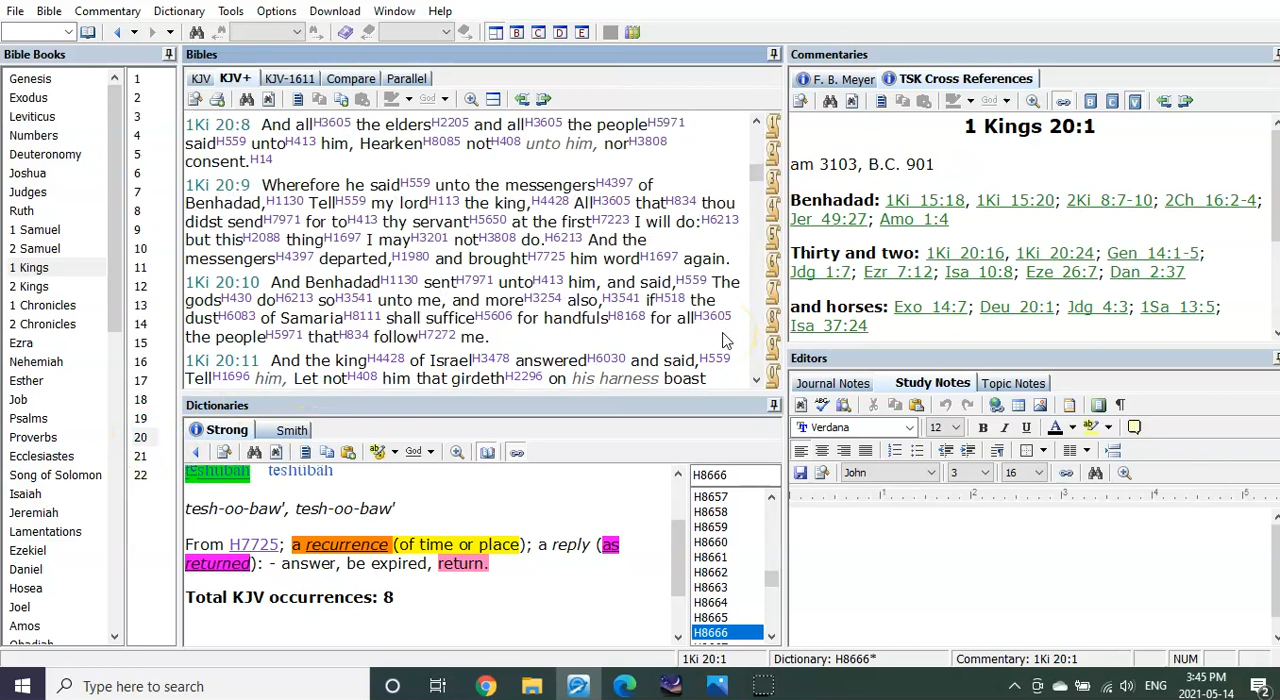 File Bible Commentary Dictionary Tools Options Download Window Help
Bible Books
Genesis
Exodus
Leviticus
Numbers
Deuteronomy
Joshua
Judges
Ruth
1 Samuel
2 Samuel
1 Kings
2 Kings
1 Chronicles
2 Chronicles
Ezra
Nehemiah
Esther
Job
Psalms
Proverbs
Ecclesiastes
Song of Solomon
Isaiah
Jeremiah
Lamentations
Ezekiel
Daniel
Hosea
Joel
Amos
Obadiah
1
2
3
4
5
6
7
8
9
10
11
12
13
14
15
16
17
18
19
20
21
22
Bibles
KJV KJV+ KJV-1611 Compare Parallel
God
1Ki 20:8 And allH3605 the eldersH2205 and allH3605 the peopleH5971
saidH559 untoH413 him, HearkenH8085 notH408 unto him, norH3808
consent.H14
1Ki 20:9 Wherefore he saidH559 unto the messengersH4397 of
Benhadad,H1130 TellH559 my lordH113 the king,H4428 AllH3605 thatH834 thou
didst sendH7971 for toH413 thy servantH5650 at the firstH7223 I will do:H6213
but thisH2088 thingH1697 I mayH3201 notH3808 do.H6213 And the
messengersH4397 departed,H1980 and broughtH7725 him wordH1697 again.
1Ki 20:10 And BenhadadH1130 sentH7971 untoH413 him, and said,H559 The
godsH430 doH6213 soH3541 unto me, and moreH3254 also,H3541 ifH518 the
dustH6083 of SamariaH8111 shall sufficeH5606 for handfulsH8168 for allH3605
the peopleH5971 thatH834 followH7272 me.
1Ki 20:11 And the kingH4428 of IsraelH3478 answeredH6030 and said,H559
TellH1696 him, Let notH408 him that girdethH2296 on his harness boast
Dictionaries
Strong Smith
God
teshubah teshubah
tesh-oo-baw', tesh-oo-baw'
From H7725; a recurrence (of time or place); a reply (as
returned): - answer, be expired, return.
Total KJV occurrences: 8
H8666
H8657
H8658
H8659
H8660
H8661
H8662
H8663
H8664
H8665
H8666
Commentaries
F. B. Meyer TSK Cross References
God
1 Kings 20:1
am 3103, B.C. 901
Benhadad: 1Ki 15:18, 1Ki 15:20; 2Ki 8:7-10; 2Ch 16:2-4;
Jer 49:27; Amo 1:4
Thirty and two: 1Ki 20:16, 1Ki 20:24; Gen 14:1-5;
Jdg 1:7; Ezr 7:12; Isa 10:8; Eze 26:7; Dan 2:37
and horses: Exo 14:7; Deu 20:1; Jdg 4:3; 1Sa 13:5;
Isa 37:24
Editors
Journal Notes Study Notes Topic Notes
Verdana 12 B I U A
John 3 16
1 2 3 4 5
1Ki 20:1 Dictionary: H8666* Commentary: 1Ki 20:1 NUM
Type here to search
ENG
3:45 PM
2021-05-14
2